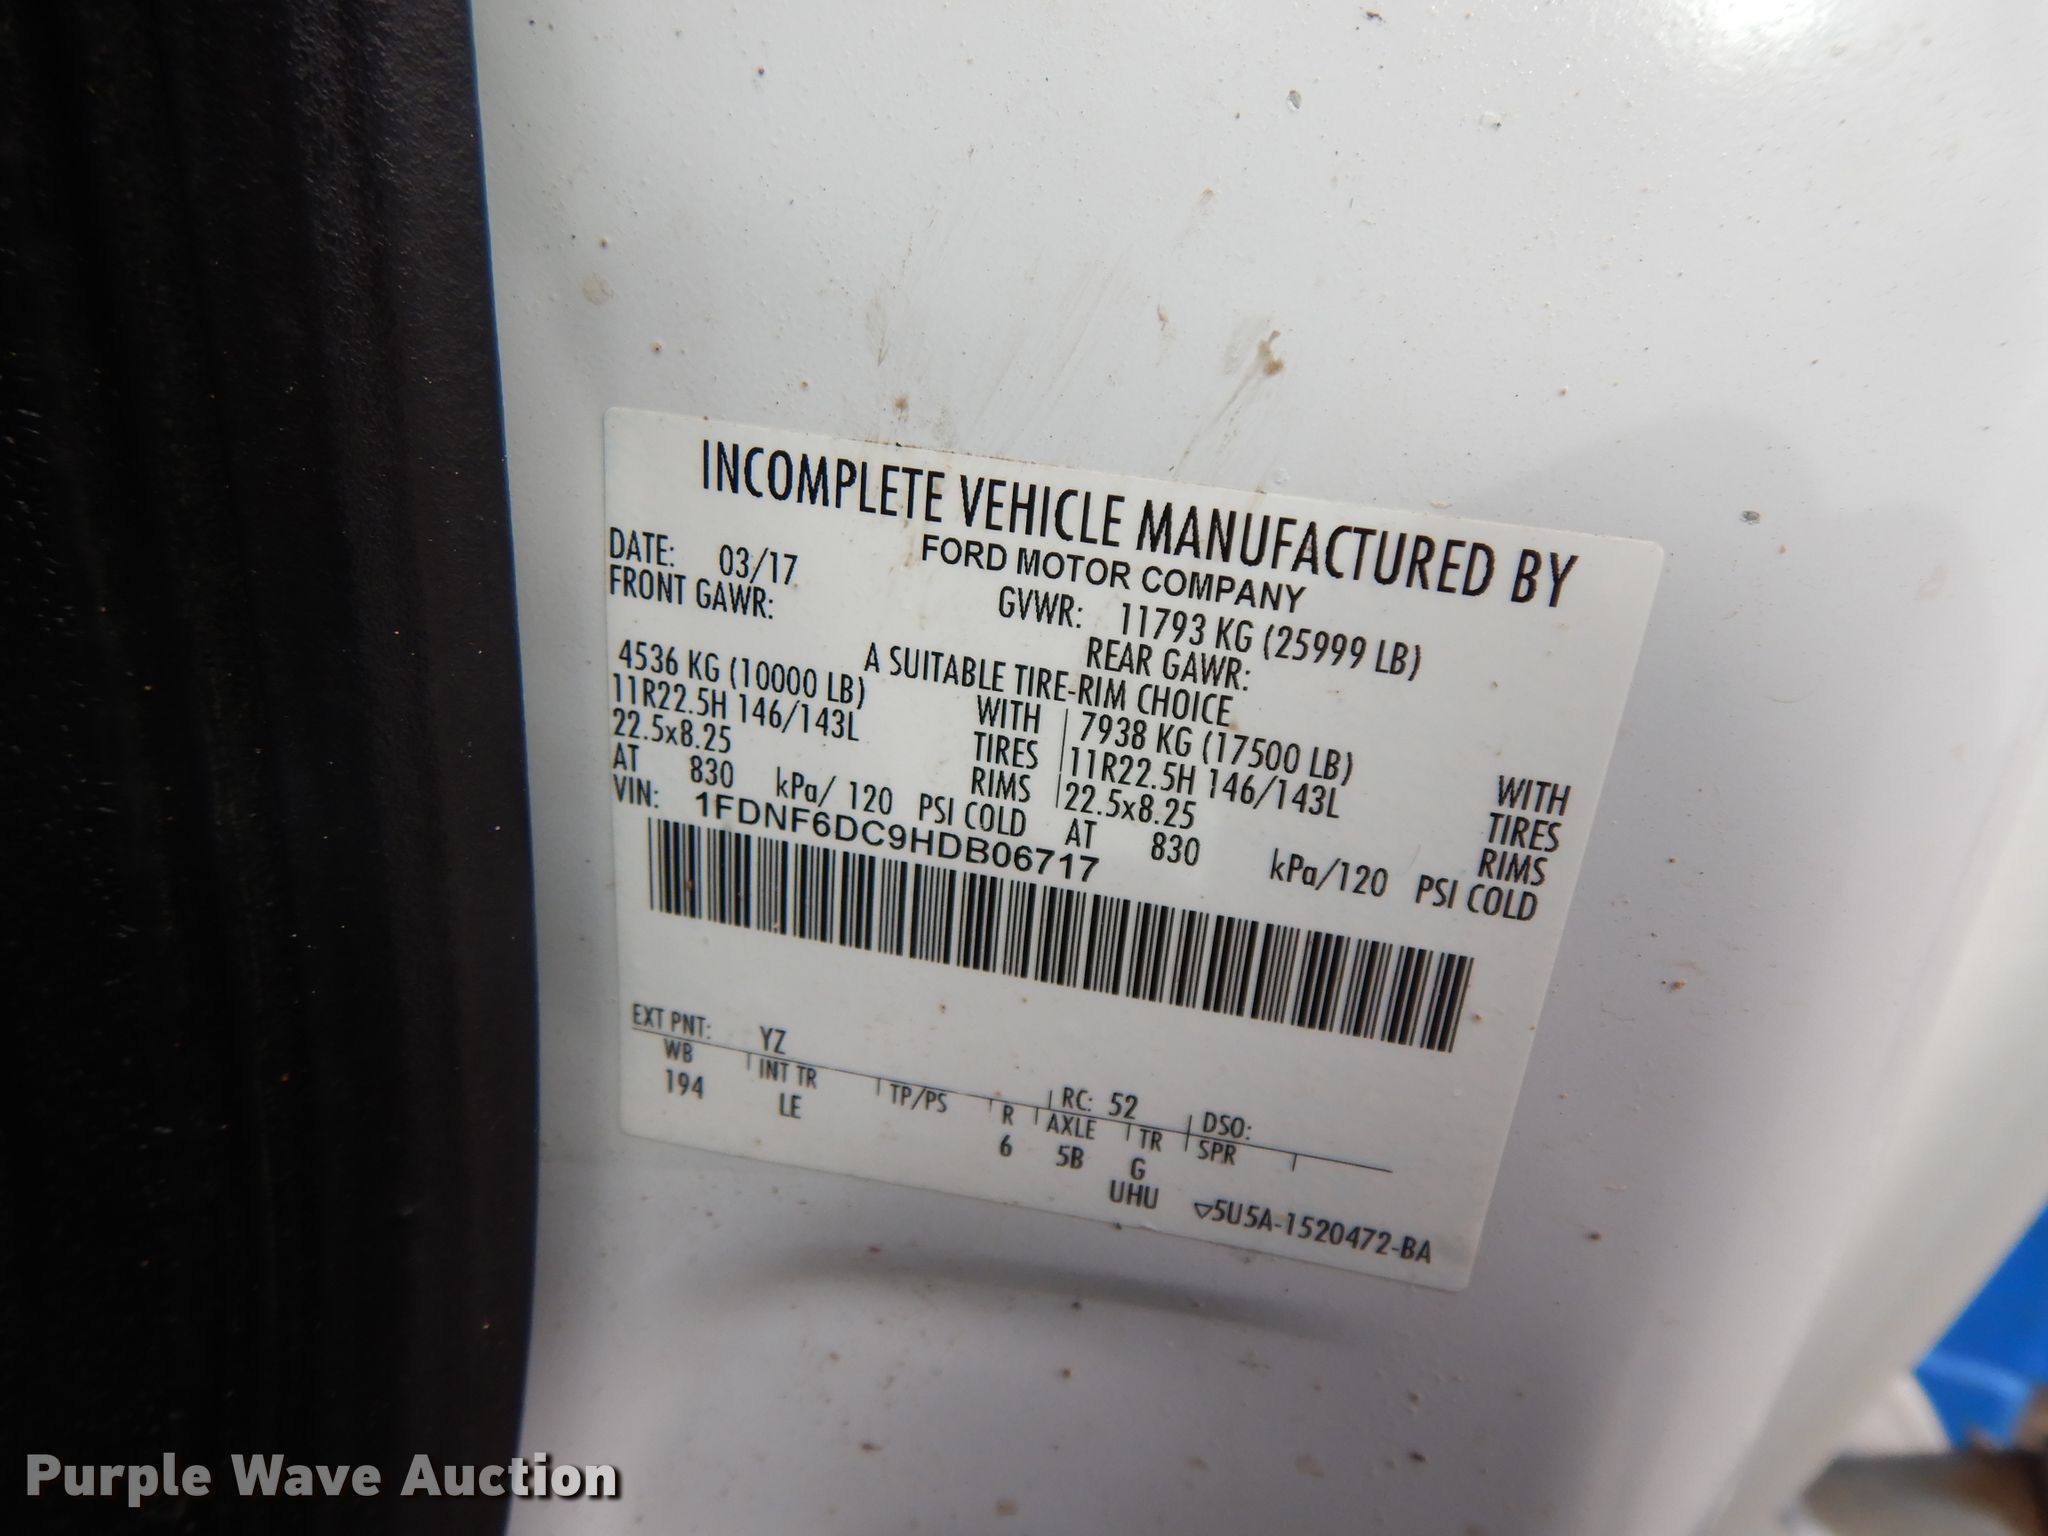 INCOMPLETE VEHICLE MANUFACTURED BY
FORD MOTOR COMPANY
DATE: 03/17 GVWR: 11793 KG (25999 LB)
FRONT GAWR: REAR GAWR:
A SUITABLE TIRE-RIM CHOICE
4536 KG (10000 LB) WITH 7938 KG (17500 LB) WITH
11R22.5H 146/143L TIRES 11R22.5H 146/143L TIRES
22.5x8.25 RIMS 22.5x8.25 RIMS
AT 830 kPa/ 120 PSI COLD AT 830 kPa/120 PSI COLD
VIN: 1FDNF6DC9HDB06717
EXT PNT: YZ RC: 52 DSO:
WB INT TR TP/PS R AXLE TR SPR
194 LE 6 5B G
UHU ▽5U5A-1520472-BA
Purple Wave Auction